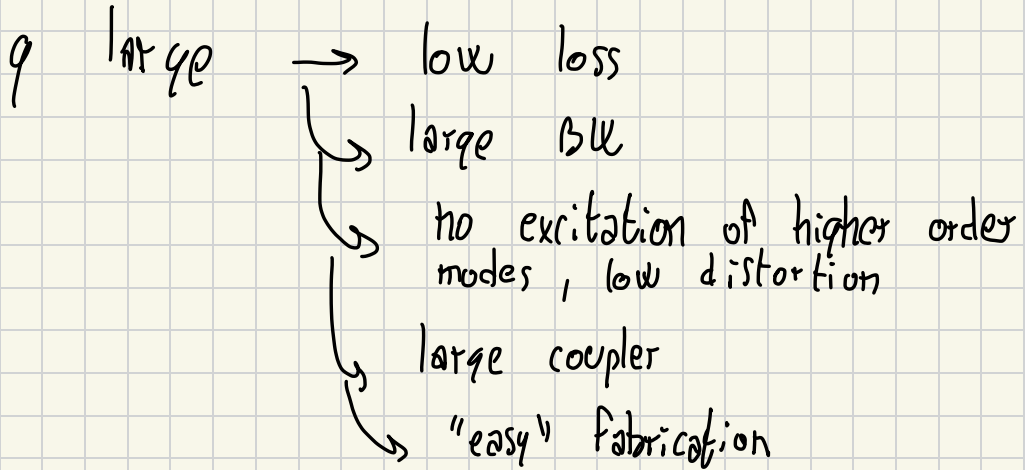 q large → low loss
large BW
no excitation of higher order
modes, low distortion
large coupler
"easy" fabrication